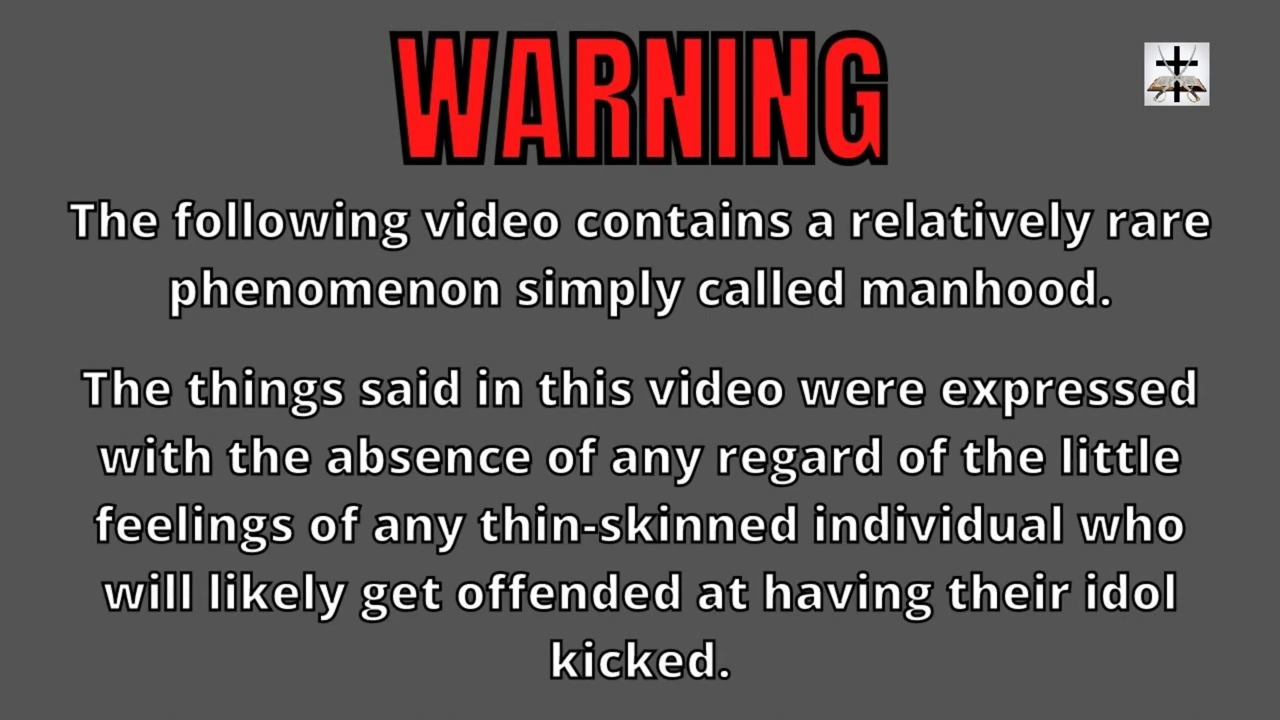 WARNING
The following video contains a relatively rare
phenomenon simply called manhood.
The things said in this video were expressed
with the absence of any regard of the little
feelings of any thin-skinned individual who
will likely get offended at having their idol
kicked.